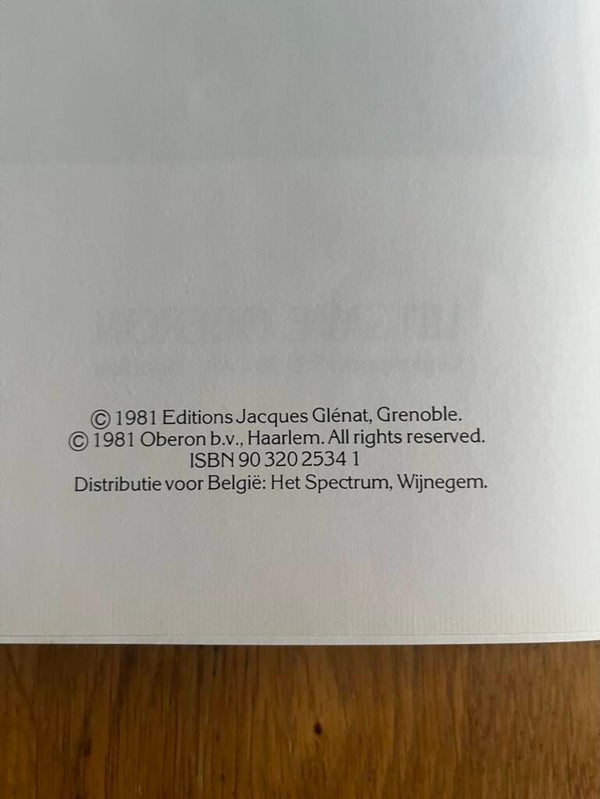 © 1981 Editions Jacques Glénat, Grenoble.
© 1981 Oberon b.v., Haarlem. All rights reserved.
ISBN 90 320 2534 1
Distributie voor België: Het Spectrum, Wijnegem.